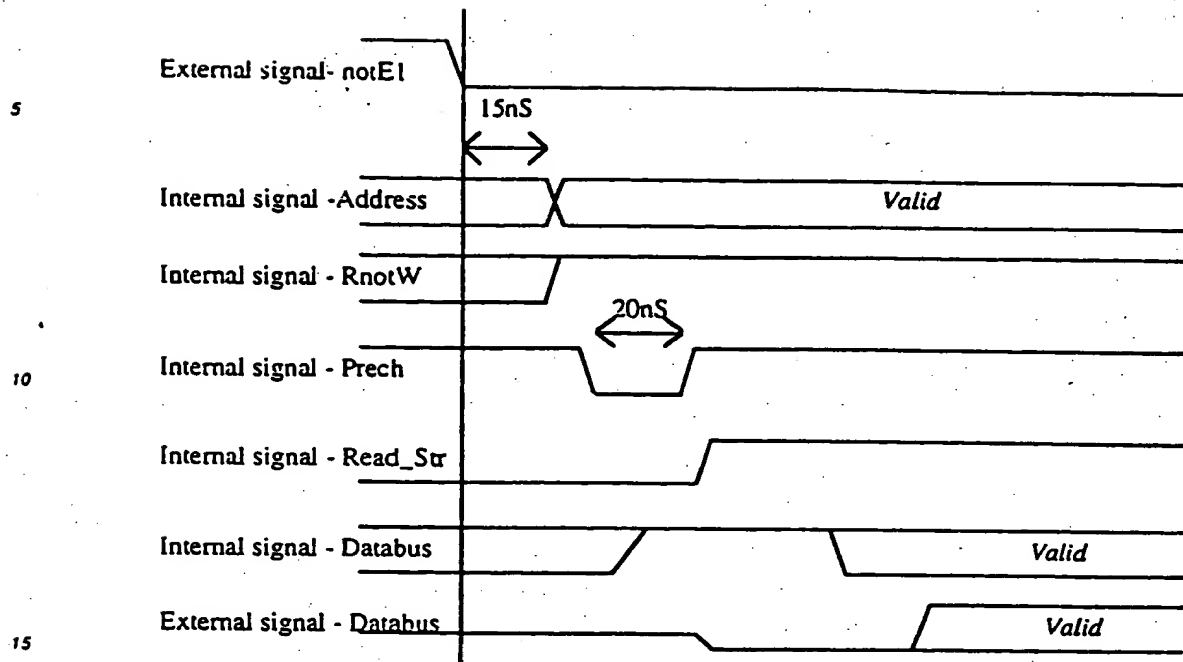 External signal- notE1
5
15nS
Internal signal -Address
Valid
Internal signal - RnotW
20nS
Internal signal - Prech
10
Internal signal - Read_Str
Internal signal - Databus
Valid
External signal - Databus
Valid
15